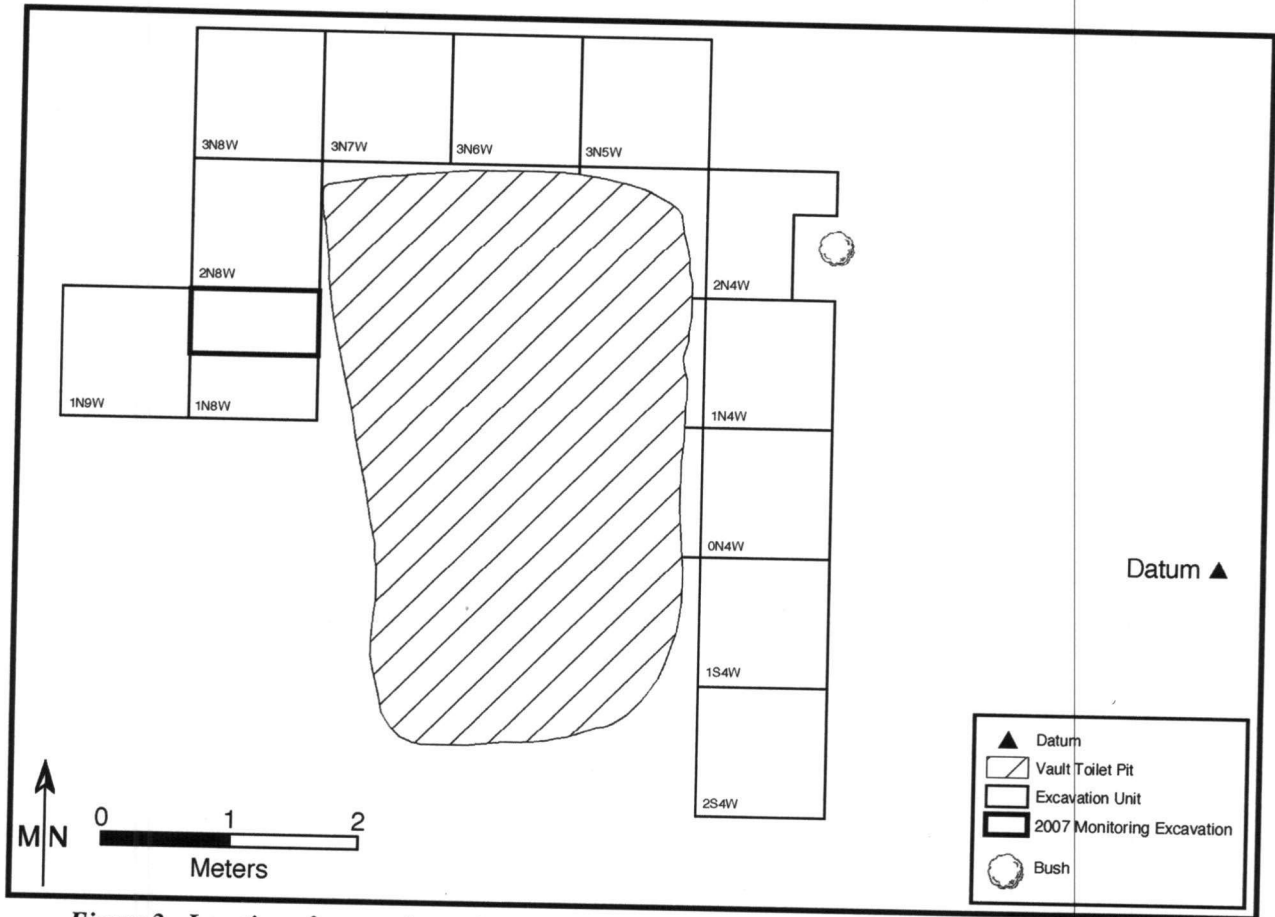 3N8W
3N7W
3N6W
3N5W
2N8W
2N4W
1N9W
1N8W
1N4W
0N4W
Datum
1S4W
2S4W
MN
0 1 2
Meters
Datum
Vault Toilet Pit
Excavation Unit
2007 Monitoring Excavation
Bush